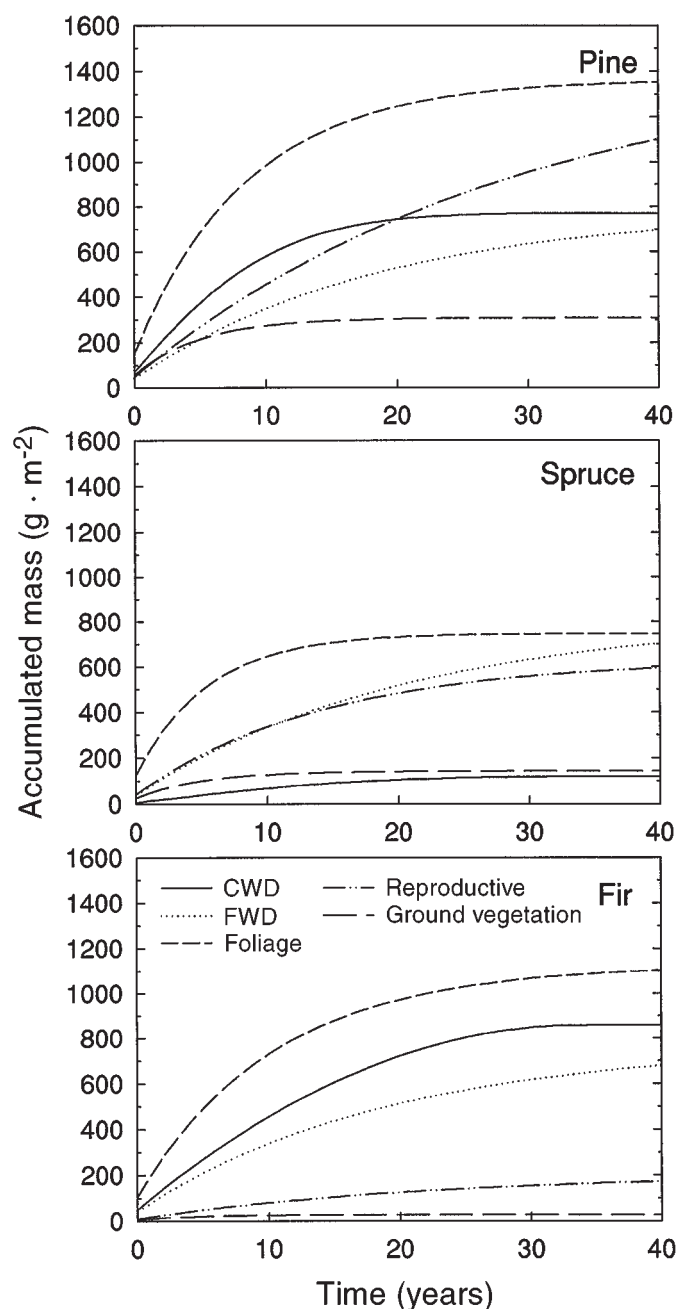 1600
Pine
1400
1200
1000
800
600
400
200
0
0 10 20 30 40
Accumulated mass (g · m-2)
1600
Spruce
1400
1200
1000
800
600
400
200
0
0 10 20 30 40
1600
CWD Reproductive Fir
1400
FWD Ground vegetation
Foliage
1200
1000
800
600
400
200
0
0 10 20 30 40
Time (years)